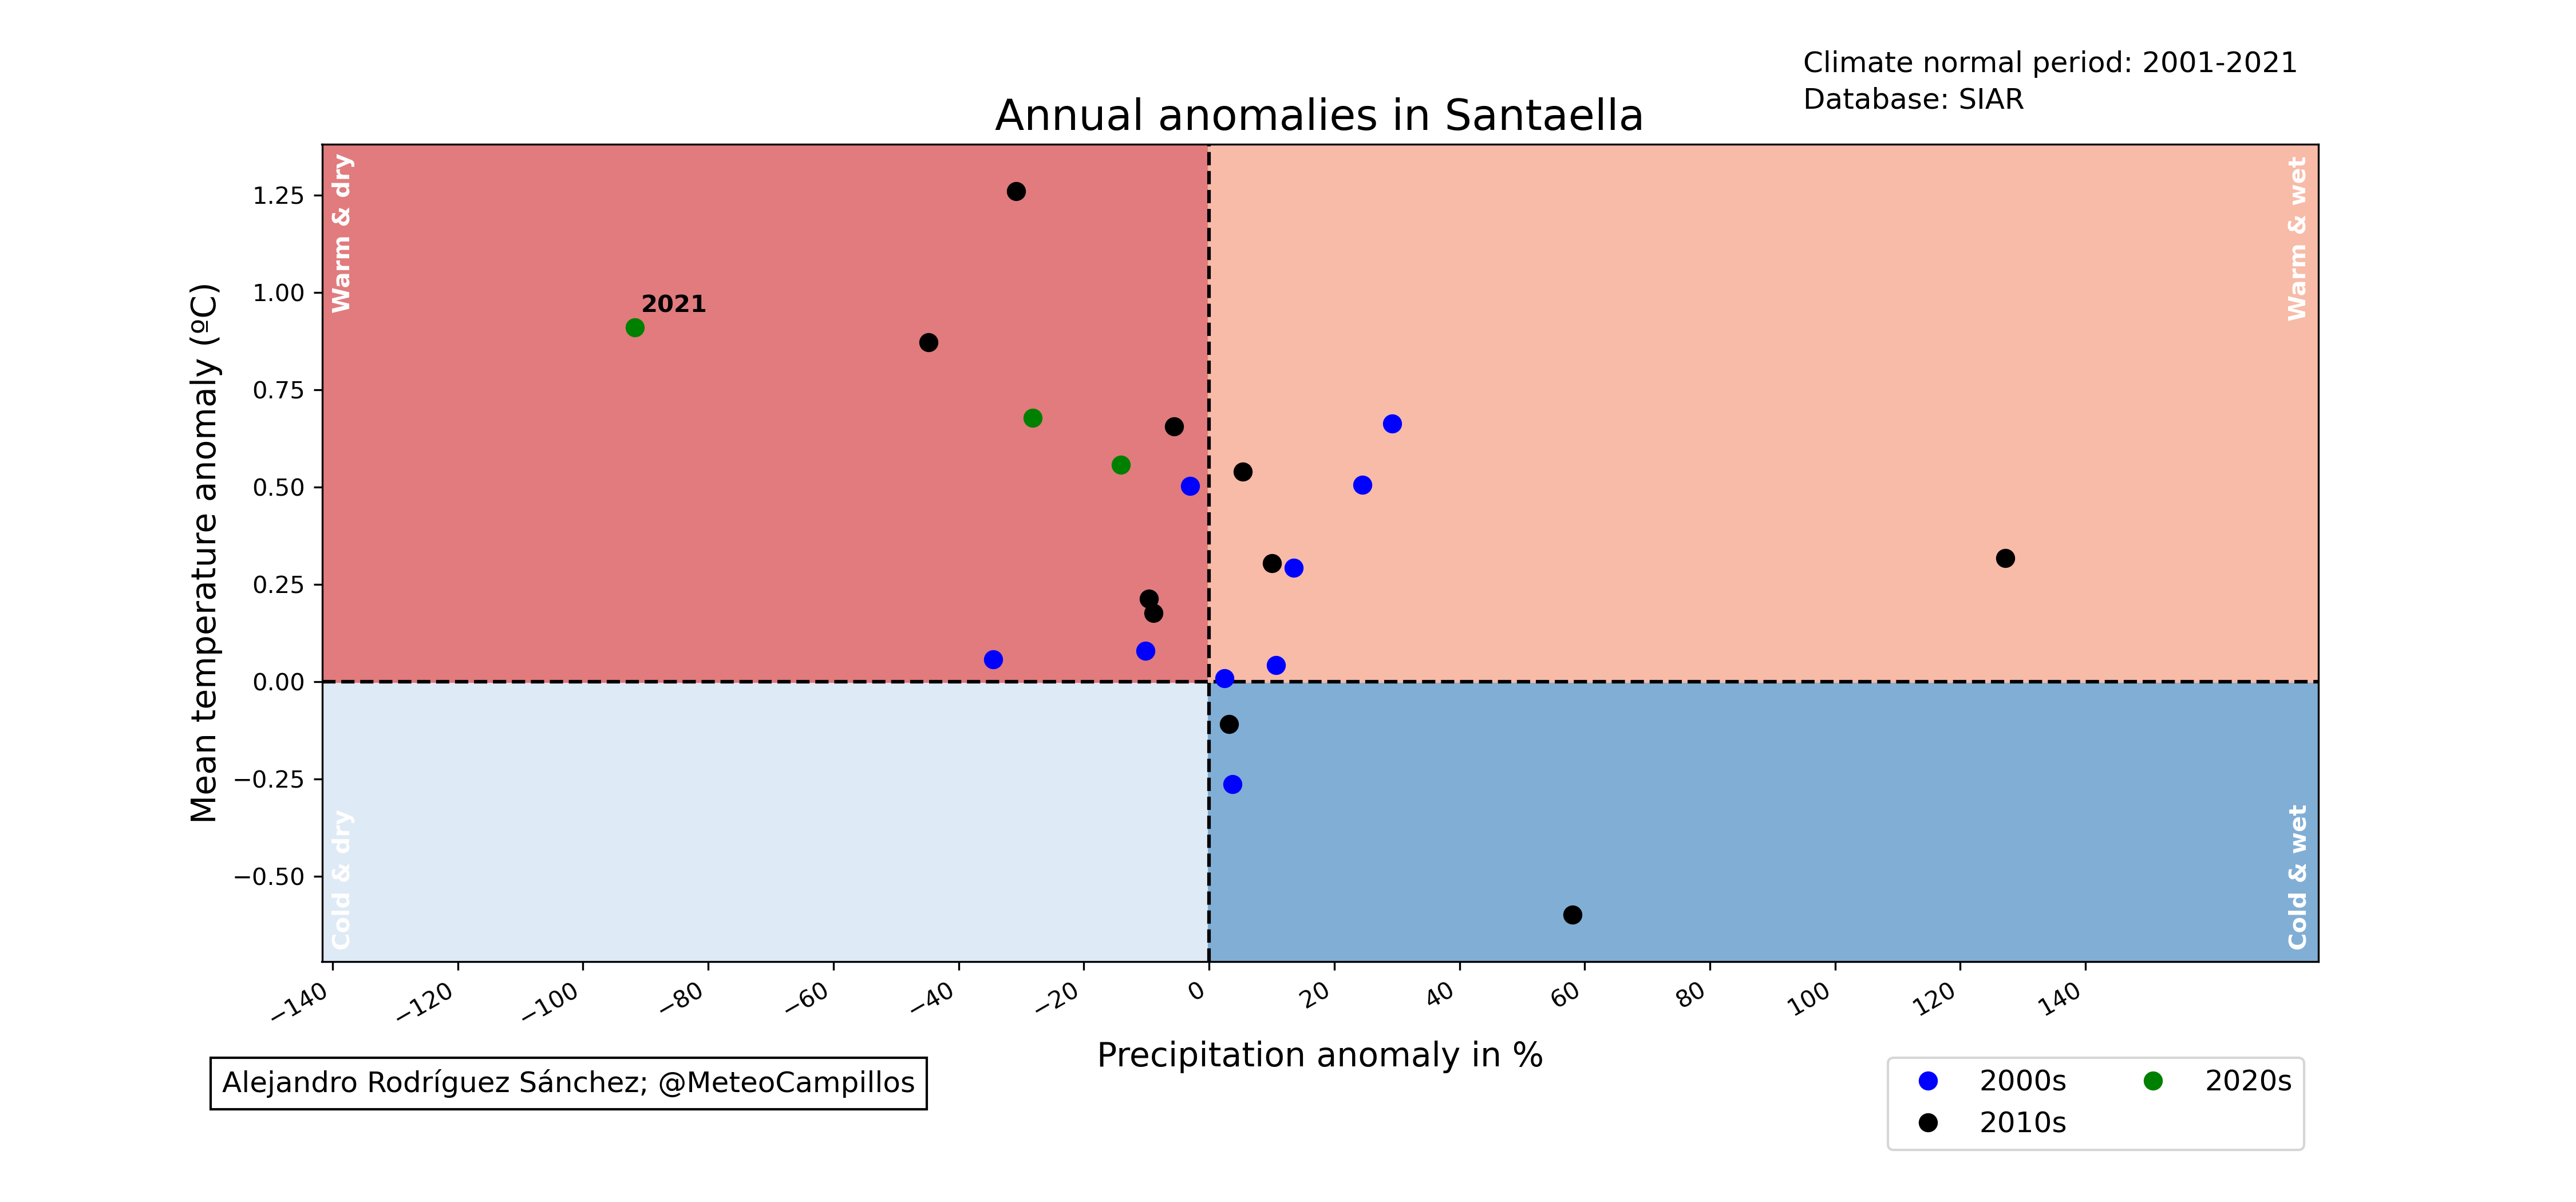 Climate normal period: 2001-2021
Database: SIAR
Annual anomalies in Santaella
Warm & dry
Warm & wet
1.25
1.00
0.75
0.50
0.25
0.00
−0.25
−0.50
Mean temperature anomaly (ºC)
2021
Cold & dry
Cold & wet
−140
−120
−100
−80
−60
−40
−20
0
20
40
60
80
100
120
140
Precipitation anomaly in %
Alejandro Rodríguez Sánchez; @MeteoCampillos
2000s
2010s
2020s